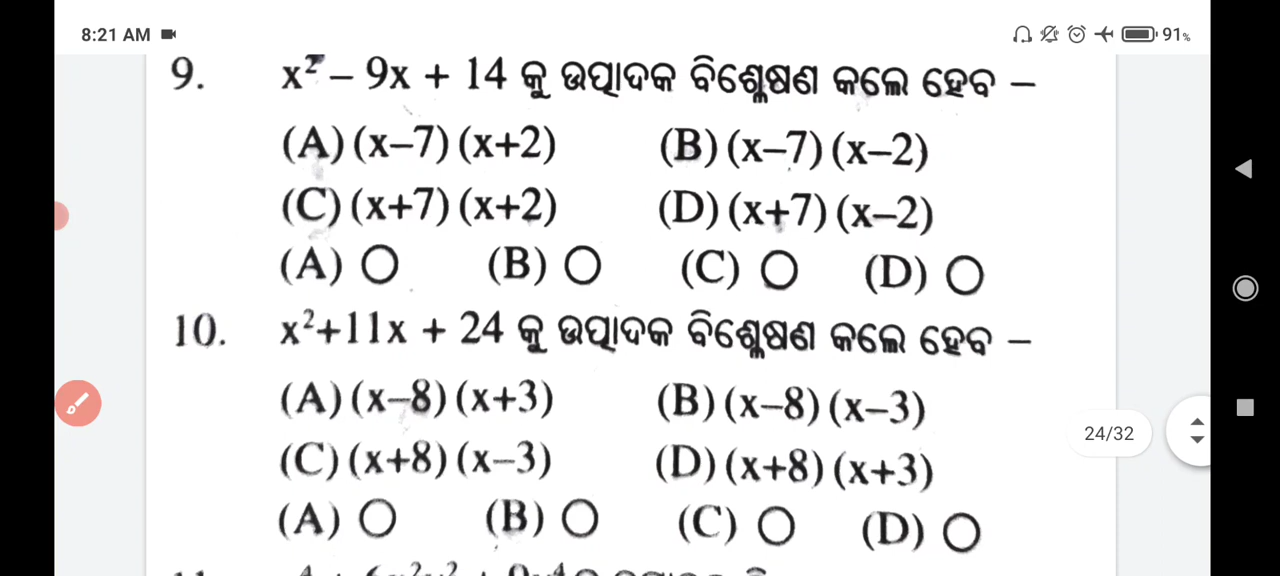 8:21 AM
91%
9. x² – 9x + 14 କୁ ଉତ୍ପାଦକ ବିଶ୍ଳେଷଣ କଲେ ହେବ –
(A) (x–7) (x+2) (B) (x–7) (x–2)
(C) (x+7) (x+2) (D) (x+7) (x–2)
(A) ○ (B) ○ (C) ○ (D) ○
10. x²+11x + 24 କୁ ଉତ୍ପାଦକ ବିଶ୍ଳେଷଣ କଲେ ହେବ –
(A) (x–8) (x+3) (B) (x–8) (x–3)
(C) (x+8) (x–3) (D) (x+8) (x+3)
24/32
(A) ○ (B) ○ (C) ○ (D) ○